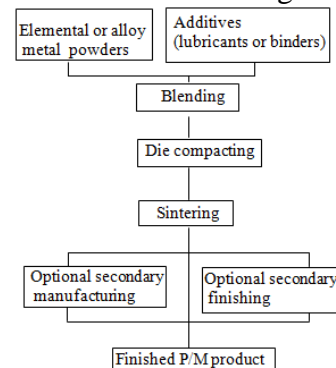 Elemental or alloy
metal powders
Additives
(lubricants or binders)
Blending
Die compacting
Sintering
Optional secondary
manufacturing
Optional secondary
finishing
Finished P/M product